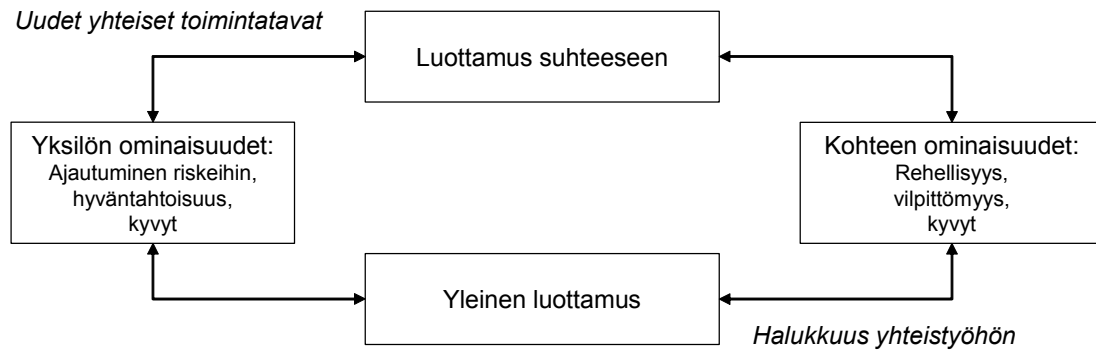 Uudet yhteiset toimintatavat
Luottamus suhteeseen
Yksilön ominaisuudet:
Ajautuminen riskeihin,
hyväntahtoisuus,
kyvyt
Kohteen ominaisuudet:
Rehellisyys,
vilpittömyys,
kyvyt
Yleinen luottamus
Halukkuus yhteistyöhön